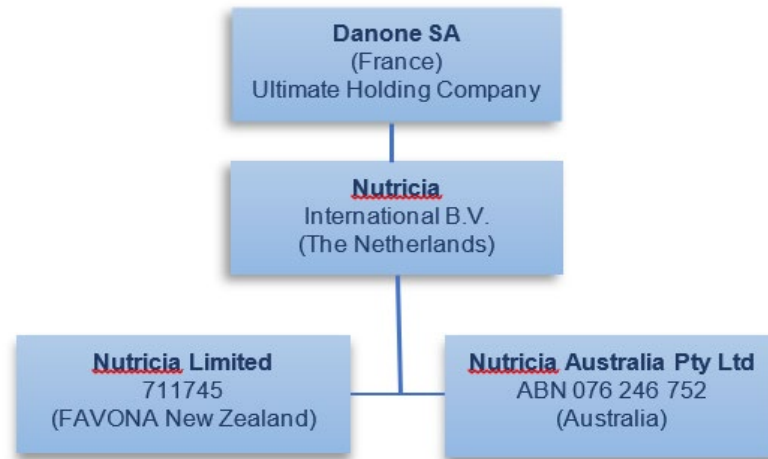 Danone SA
(France)
Ultimate Holding Company
Nutricia
International B.V.
(The Netherlands)
Nutricia Limited
711745
(FAVONA New Zealand)
Nutricia Australia Pty Ltd
ABN 076 246 752
(Australia)